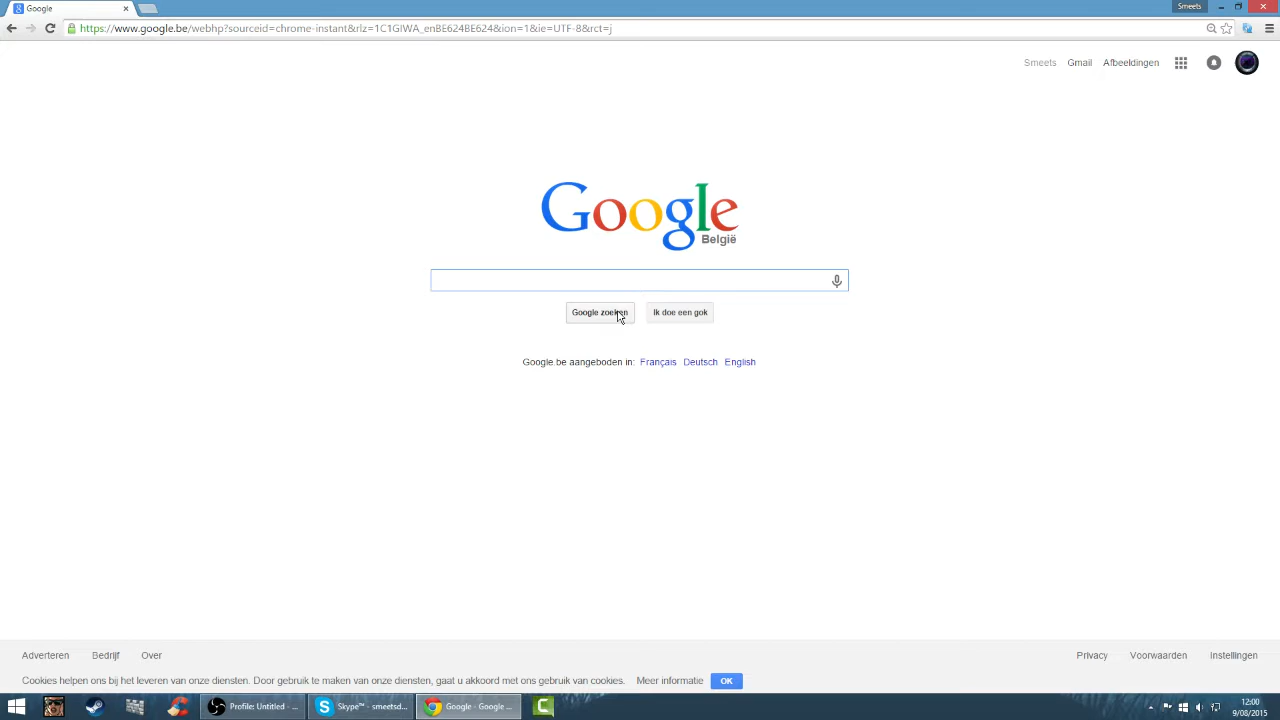 Google
Smeets
https://www.google.be/webhp?sourceid=chrome-instant&rlz=1C1GIWA_enBE624BE624&ion=1&ie=UTF-8&rct=j
Smeets Gmail Afbeeldingen
Google
België
Google zoeken Ik doe een gok
Google.be aangeboden in: Français Deutsch English
Adverteren Bedrijf Over Privacy Voorwaarden Instellingen
Cookies helpen ons bij het leveren van onze diensten. Door gebruik te maken van onze diensten, gaat u akkoord met ons gebruik van cookies. Meer informatie OK
Profile: Untitled - ... Skype™ - smeetsd... Google - Google ... 12:00
9/08/2015